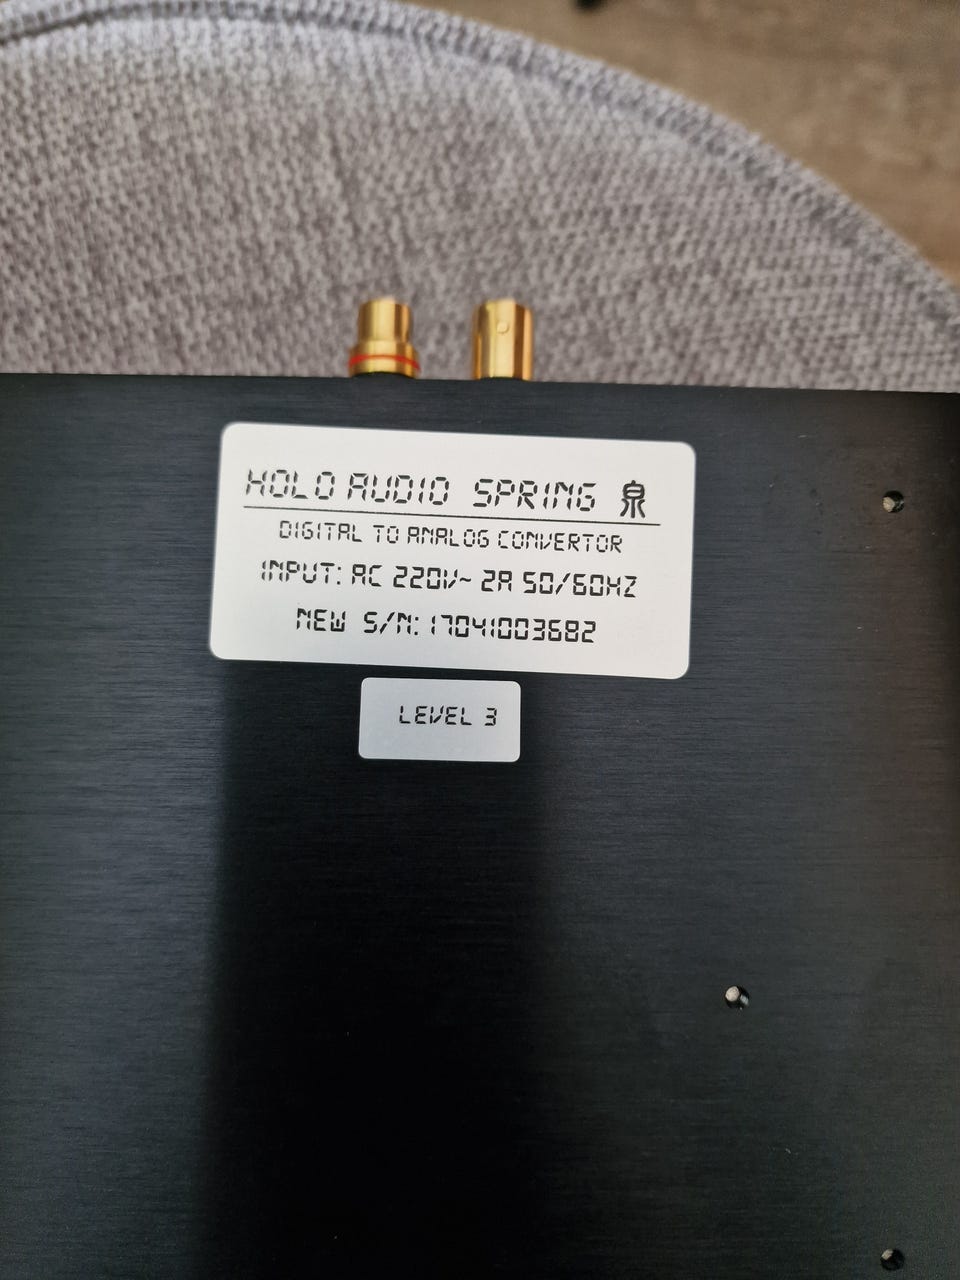 HOLO AUDIO SPRING 泉
DIGITAL TO ANALOG CONVERTOR
INPUT: AC 220V~ 2A 50/60HZ
NEW S/N: 17041003682
LEVEL 3